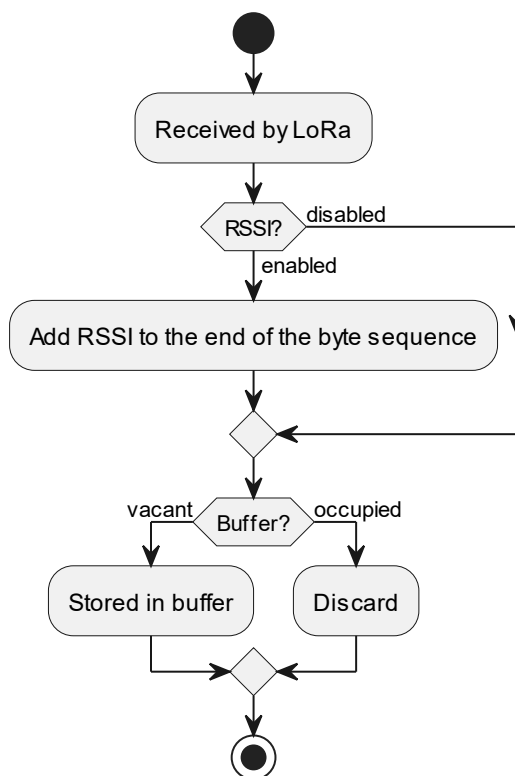 Received by LoRa
RSSI?
disabled
enabled
Add RSSI to the end of the byte sequence
Buffer?
vacant
occupied
Stored in buffer
Discard